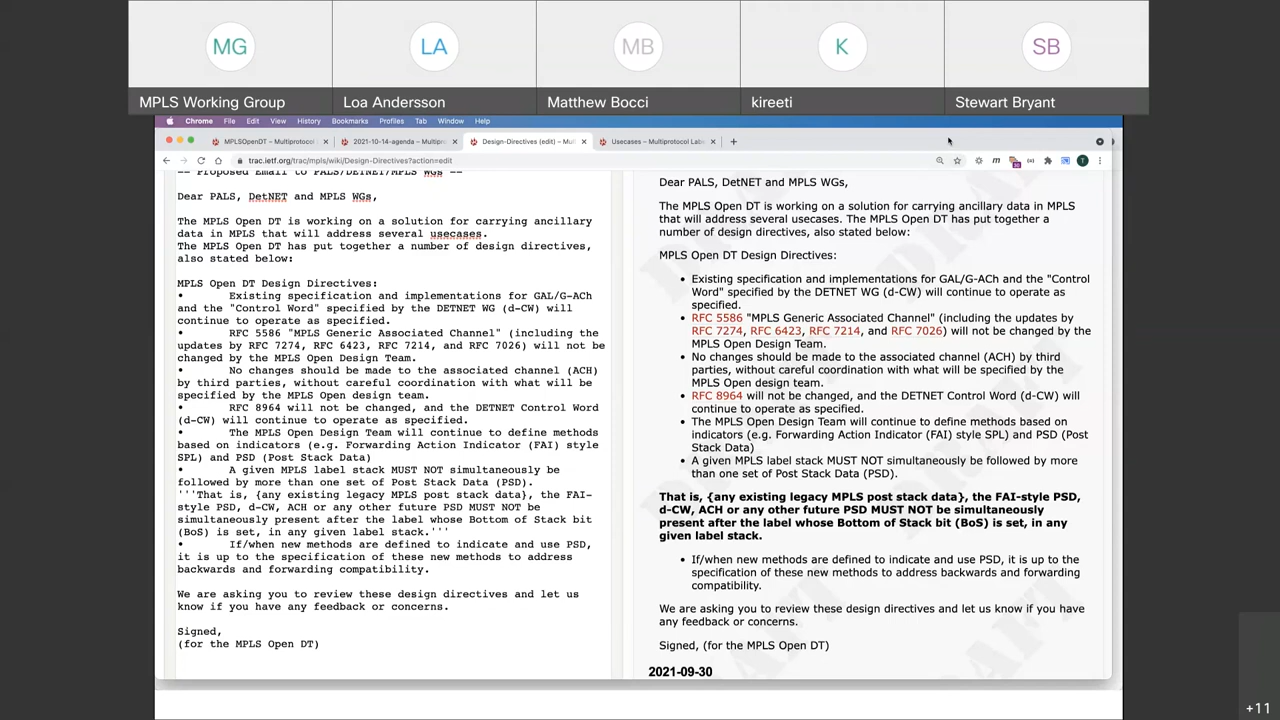 MG
LA
MB
K
SB
MPLS Working Group
Loa Andersson
Matthew Bocci
kireeti
Stewart Bryant
Chrome File Edit View History Bookmarks Profiles Tab Window Help
MPLSOpenDT – Multiprotocol
2021-10-14-agenda – Multipro
Design-Directives (edit) – Mul
Usecases – Multiprotocol Lab
trac.ietf.org/trac/mpls/wiki/Design-Directives?action=edit
-- Proposed Email to PALS/DetNET/MPLS WGs --
Dear PALS, DetNET and MPLS WGs,
The MPLS Open DT is working on a solution for carrying ancillary
data in MPLS that will address several usecases.
The MPLS Open DT has put together a number of design directives,
also stated below:
MPLS Open DT Design Directives:
• Existing specification and implementations for GAL/G-ACh
and the "Control Word" specified by the DETNET WG (d-CW) will
continue to operate as specified.
• RFC 5586 "MPLS Generic Associated Channel" (including the
updates by RFC 7274, RFC 6423, RFC 7214, and RFC 7026) will not be
changed by the MPLS Open Design Team.
• No changes should be made to the associated channel (ACH)
by third parties, without careful coordination with what will be
specified by the MPLS Open design team.
• RFC 8964 will not be changed, and the DETNET Control Word
(d-CW) will continue to operate as specified.
• The MPLS Open Design Team will continue to define methods
based on indicators (e.g. Forwarding Action Indicator (FAI) style
SPL) and PSD (Post Stack Data)
• A given MPLS label stack MUST NOT simultaneously be
followed by more than one set of Post Stack Data (PSD).
'''That is, {any existing legacy MPLS post stack data}, the FAI-
style PSD, d-CW, ACH or any other future PSD MUST NOT be
simultaneously present after the label whose Bottom of Stack bit
(BoS) is set, in any given label stack.'''
• If/when new methods are defined to indicate and use PSD,
it is up to the specification of these new methods to address
backwards and forwarding compatibility.
We are asking you to review these design directives and let us
know if you have any feedback or concerns.
Signed,
(for the MPLS Open DT)
Dear PALS, DetNET and MPLS WGs,
The MPLS Open DT is working on a solution for carrying ancillary data in MPLS
that will address several usecases. The MPLS Open DT has put together a
number of design directives, also stated below:
MPLS Open DT Design Directives:
• Existing specification and implementations for GAL/G-ACh and the "Control
Word" specified by the DETNET WG (d-CW) will continue to operate as
specified.
• RFC 5586 "MPLS Generic Associated Channel" (including the updates by
RFC 7274, RFC 6423, RFC 7214, and RFC 7026) will not be changed by the
MPLS Open Design Team.
• No changes should be made to the associated channel (ACH) by third
parties, without careful coordination with what will be specified by the
MPLS Open design team.
• RFC 8964 will not be changed, and the DETNET Control Word (d-CW) will
continue to operate as specified.
• The MPLS Open Design Team will continue to define methods based on
indicators (e.g. Forwarding Action Indicator (FAI) style SPL) and PSD (Post
Stack Data)
• A given MPLS label stack MUST NOT simultaneously be followed by more
than one set of Post Stack Data (PSD).
That is, {any existing legacy MPLS post stack data}, the FAI-style PSD,
d-CW, ACH or any other future PSD MUST NOT be simultaneously
present after the label whose Bottom of Stack bit (BoS) is set, in any
given label stack.
• If/when new methods are defined to indicate and use PSD, it is up to the
specification of these new methods to address backwards and forwarding
compatibility.
We are asking you to review these design directives and let us know if you have
any feedback or concerns.
Signed, (for the MPLS Open DT)
2021-09-30
+11